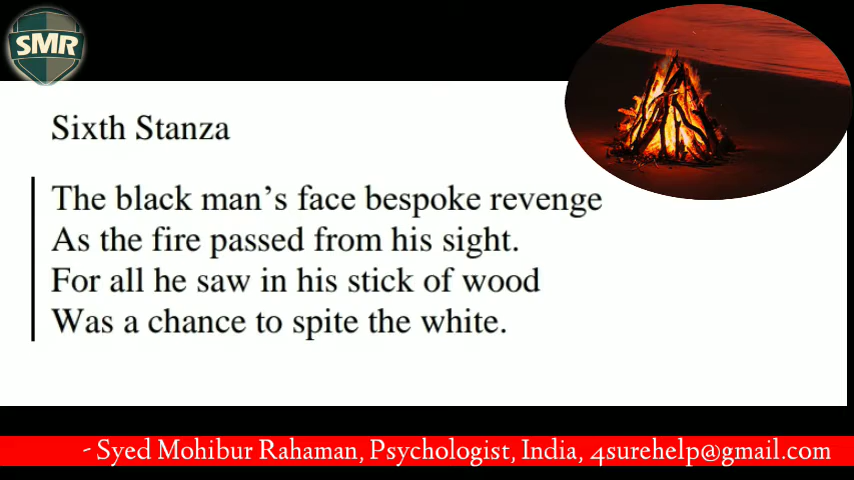 SMR
Sixth Stanza
The black man’s face bespoke revenge
As the fire passed from his sight.
For all he saw in his stick of wood
Was a chance to spite the white.
- Syed Mohibur Rahaman, Psychologist, India, 4surehelp@gmail.com